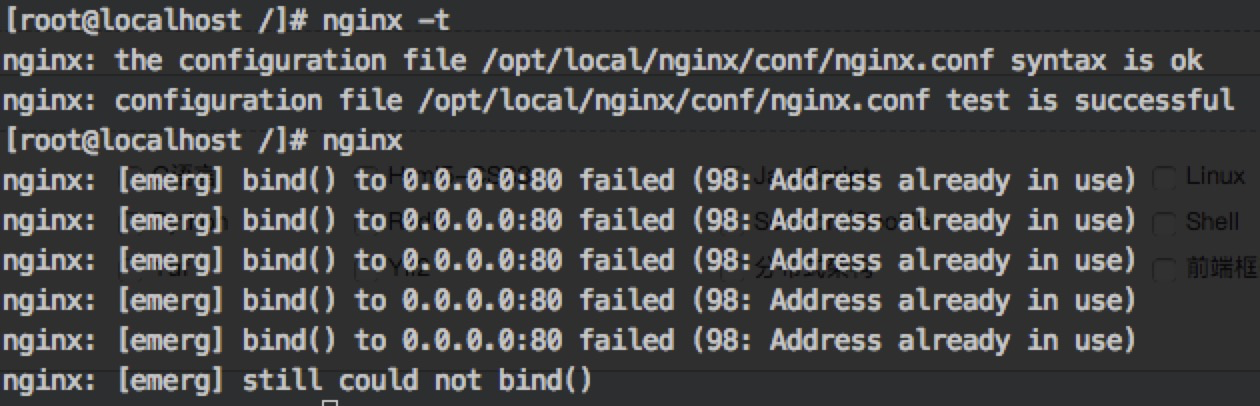 [root@localhost /]# nginx -t
nginx: the configuration file /opt/local/nginx/conf/nginx.conf syntax is ok
nginx: configuration file /opt/local/nginx/conf/nginx.conf test is successful
[root@localhost /]# nginx
nginx: [emerg] bind() to 0.0.0.0:80 failed (98: Address already in use)
Linux
nginx: [emerg] bind() to 0.0.0.0:80 failed (98: Address already in use)
Shell
nginx: [emerg] bind() to 0.0.0.0:80 failed (98: Address already in use)
前端框
nginx: [emerg] bind() to 0.0.0.0:80 failed (98: Address already in use)
nginx: [emerg] bind() to 0.0.0.0:80 failed (98: Address already in use)
nginx: [emerg] still could not bind()